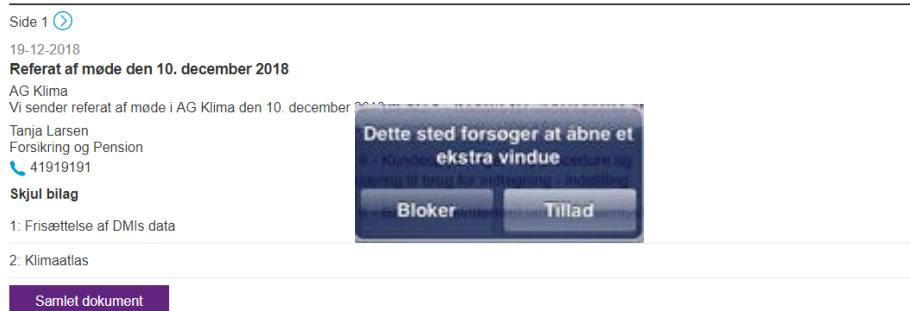 Side 1
19-12-2018
Referat af møde den 10. december 2018
AG Klima
Vi sender referat af møde i AG Klima den 10. december
Tanja Larsen
Forsikring og Pension
41919191
Skjul bilag
1: Frisættelse af DMIs data
2: Klimaatlas
Samlet dokument
Dette sted forsøger at åbne et
ekstra vindue
Bloker
Tillad